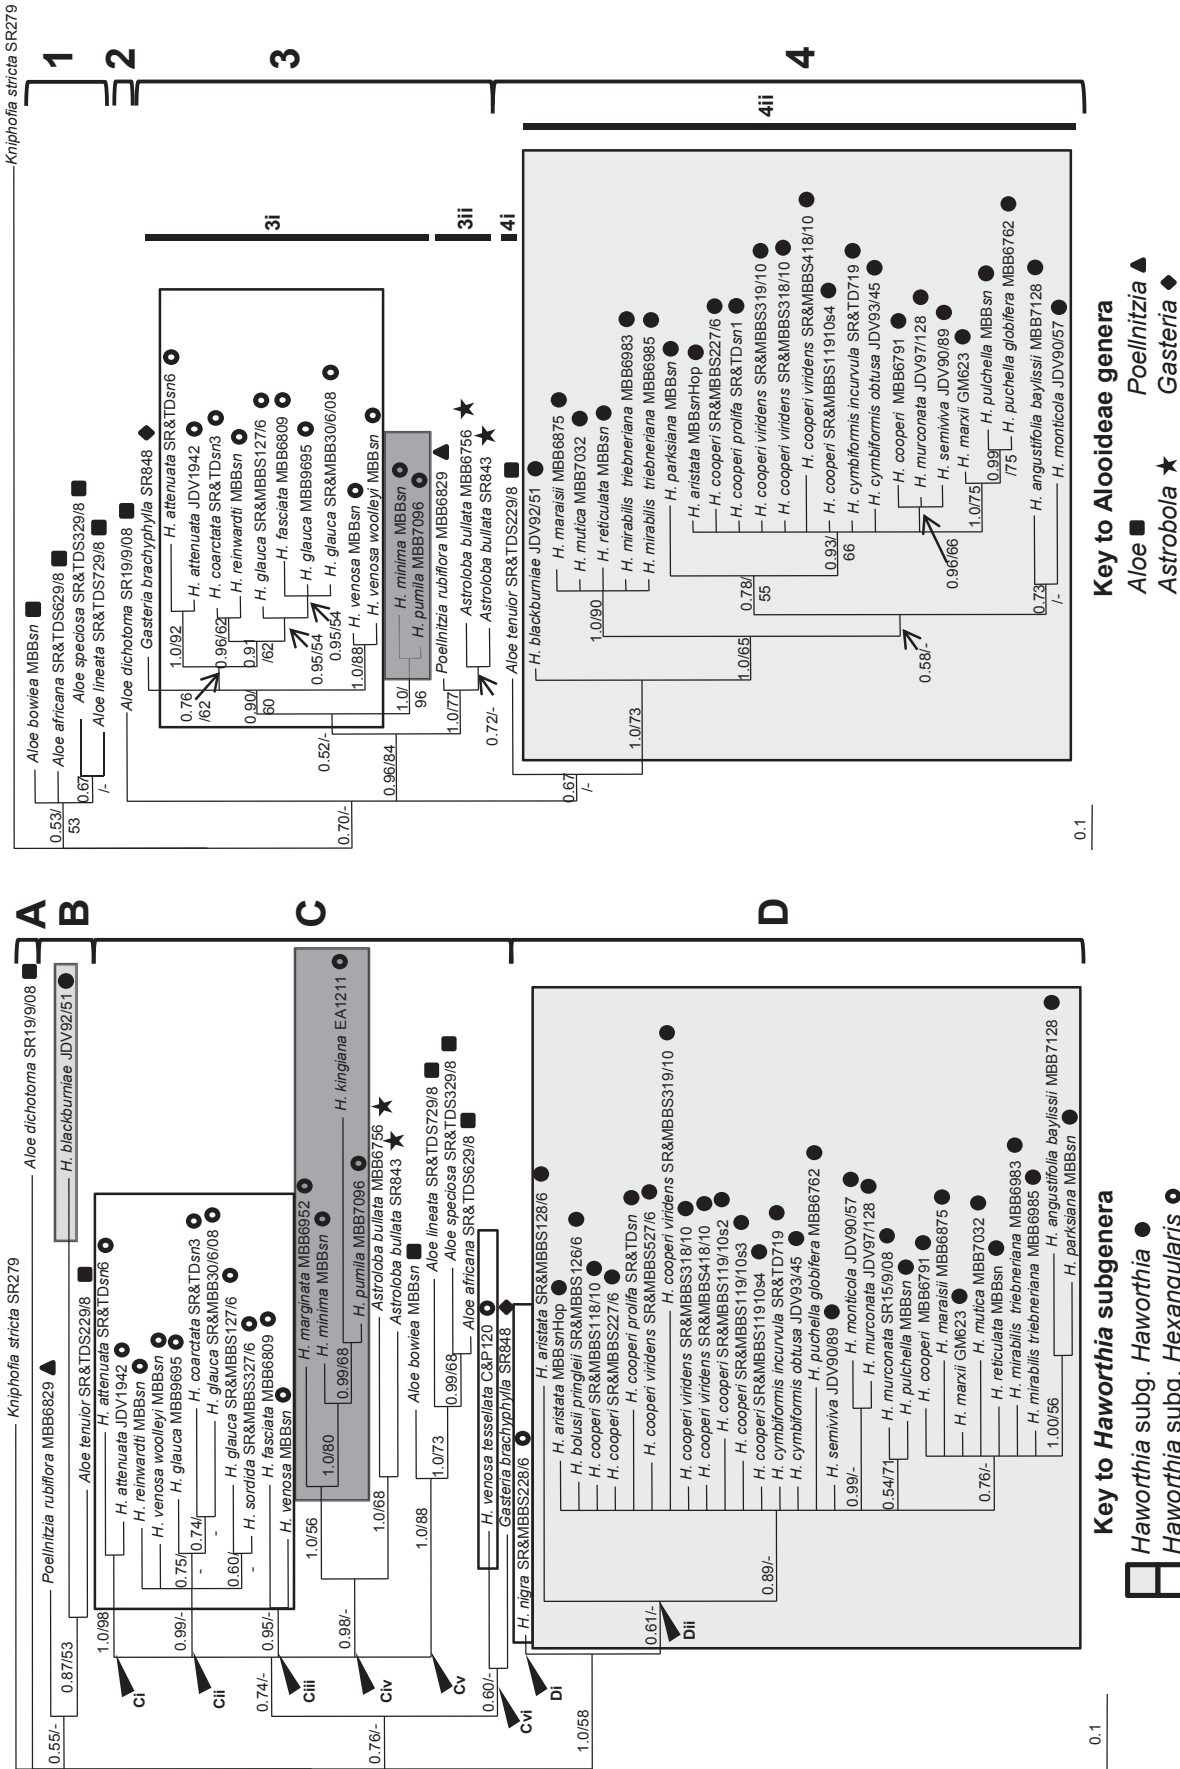 Kniphofia stricta SR279
Aloe dichotoma SR19/9/08
A
Poellnitzia rubiflora MBB6829
H. blackburniae JDV92/51
Aloe tenuior SR&TDS229/8
B
0.55/-
0.87/53
H. attenuata SR&TDsn6
H. attenuata JDV1942
1.0/98
Ci
H. reinwardti MBBsn
H. venosa woolleyi MBBsn
H. glauca MBB9695
H. coarctata SR&TDsn3
H. glauca SR&MBB30/6/08
H. glauca SR&MBBS127/6
H. sordida SR&MBBS327/6
0.99/-
0.75/
-
0.74/
-
0.60/
-
Cii
H. fasciata MBB6809
H. venosa MBBsn
0.95/-
Ciii
0.74/-
C
H. marginata MBB6952
H. minima MBBsn
H. pumila MBB7096
H. kingiana EA1211
1.0/56
1.0/80
0.99/68
Astroloba bullata MBB6756
Astroloba bullata SR843
1.0/68
0.98/-
Civ
Aloe bowiea MBBsn
Aloe lineata SR&TDS729/8
Aloe speciosa SR&TDS329/8
Aloe africana SR&TDS629/8
1.0/88
1.0/73
0.99/68
Cv
0.76/-
H. venosa tessellata C&P120
Gasteria brachyphylla SR848
0.60/-
Cvi
H. nigra SR&MBBS228/6
Di
1.0/58
D
H. aristata SR&MBBS128/6
H. aristata MBBsnHop
H. bolusii pringleii SR&MBBS126/6
H. cooperi SR&MBBS118/10
H. cooperi SR&MBBS227/6
H. cooperi prolifa SR&TDsn
H. cooperi viridens SR&MBBS527/6
H. cooperi viridens SR&MBBS319/10
H. cooperi viridens SR&MBBS318/10
H. cooperi viridens SR&MBBS418/10
H. cooperi SR&MBBS119/10s2
H. cooperi SR&MBBS119/10s3
H. cooperi SR&MBBS11910s4
H. cymbiformis incurvula SR&TD719
H. cymbiformis obtusa JDV93/45
H. puchella globifera MBB6762
H. semiviva JDV90/89
H. monticola JDV90/57
H. murconata JDV97/128
H. murconata SR15/9/08
H. pulchella MBBsn
H. cooperi MBB6791
H. maraisii MBB6875
H. marxii GM623
H. mutica MBB7032
H. reticulata MBBsn
H. mirabilis triebneriana MBB6983
H. mirabilis triebneriana MBB6985
H. angustifolia baylissii MBB7128
H. parksiana MBBsn
0.61/-
Dii
0.89/-
0.99/-
0.54/71
0.76/-
1.00/56
0.1
Key to Haworthia subgenera
Haworthia subg. Haworthia
Haworthia subg. Hexangularis
Kniphofia stricta SR279
1
Aloe bowiea MBBsn
Aloe africana SR&TDS629/8
Aloe speciosa SR&TDS329/8
Aloe lineata SR&TDS729/8
0.53/
53
0.67
/-
2
Aloe dichotoma SR19/9/08
0.70/-
3
3i
Gasteria brachyphylla SR848
H. attenuata SR&TDsn6
H. attenuata JDV1942
H. coarctata SR&TDsn3
H. reinwardti MBBsn
H. glauca SR&MBBS127/6
H. fasciata MBB6809
H. glauca MBB9695
H. glauca SR&MBB30/6/08
H. venosa MBBsn
H. venosa woolleyi MBBsn
H. minima MBBsn
H. pumila MBB7096
0.76
/62
1.0/92
0.96/62
0.91
/62
0.95/54
0.95/54
0.90/
60
1.0/88
0.52/-
1.0/
96
3ii
Poellnitzia rubiflora MBB6829
Astroloba bullata MBB6756
Astroloba bullata SR843
0.96/84
1.0/77
0.72/-
4
4i
Aloe tenuior SR&TDS229/8
0.67
/-
4ii
H. blackburniae JDV92/51
H. maraisii MBB6875
H. mutica MBB7032
H. reticulata MBBsn
H. mirabilis triebneriana MBB6983
H. mirabilis triebneriana MBB6985
H. parksiana MBBsn
H. aristata MBBsnHop
H. cooperi SR&MBBS227/6
H. cooperi prolifa SR&TDsn1
H. cooperi viridens SR&MBBS319/10
H. cooperi viridens SR&MBBS318/10
H. cooperi viridens SR&MBBS418/10
H. cooperi SR&MBBS11910s4
H. cymbiformis incurvula SR&TD719
H. cymbiformis obtusa JDV93/45
H. cooperi MBB6791
H. murconata JDV97/128
H. semiviva JDV90/89
H. marxii GM623
H. pulchella MBBsn
H. puchella globifera MBB6762
H. angustifolia baylissii MBB7128
H. monticola JDV90/57
1.0/73
1.0/65
1.0/90
0.58/-
0.78/
55
0.93/
66
0.96/66
1.0/75
0.99
/75
0.73
/-
0.1
Key to Alooideae genera
Aloe
Poellnitzia
Astrobola
Gasteria